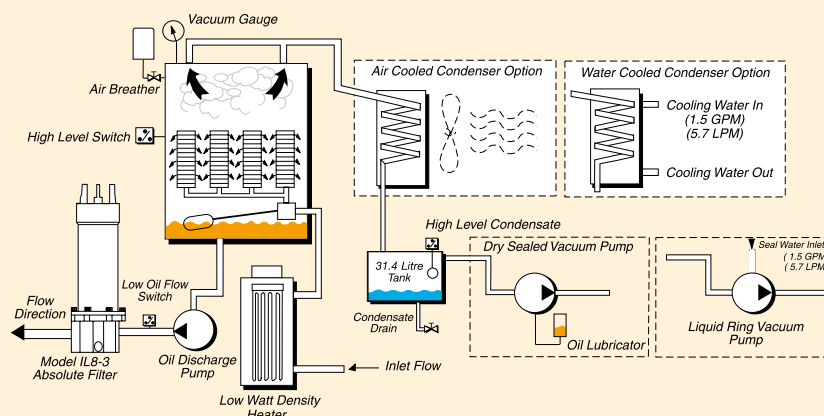 Vacuum Gauge
Air Breather
High Level Switch
Air Cooled Condenser Option
Water Cooled Condenser Option
Cooling Water In
(1.5 GPM)
(5.7 LPM)
Cooling Water Out
High Level Condensate
31.4 Litre
Tank
Condensate
Drain
Dry Sealed Vacuum Pump
Oil Lubricator
Seal Water Inlet
( 1.5 GPM
( 5.7 LPM
Liquid Ring Vacuum
Pump
Low Oil Flow
Switch
Flow
Direction
Model IL8-3
Absolute Filter
Oil Discharge
Pump
Inlet Flow
Low Watt Density
Heater